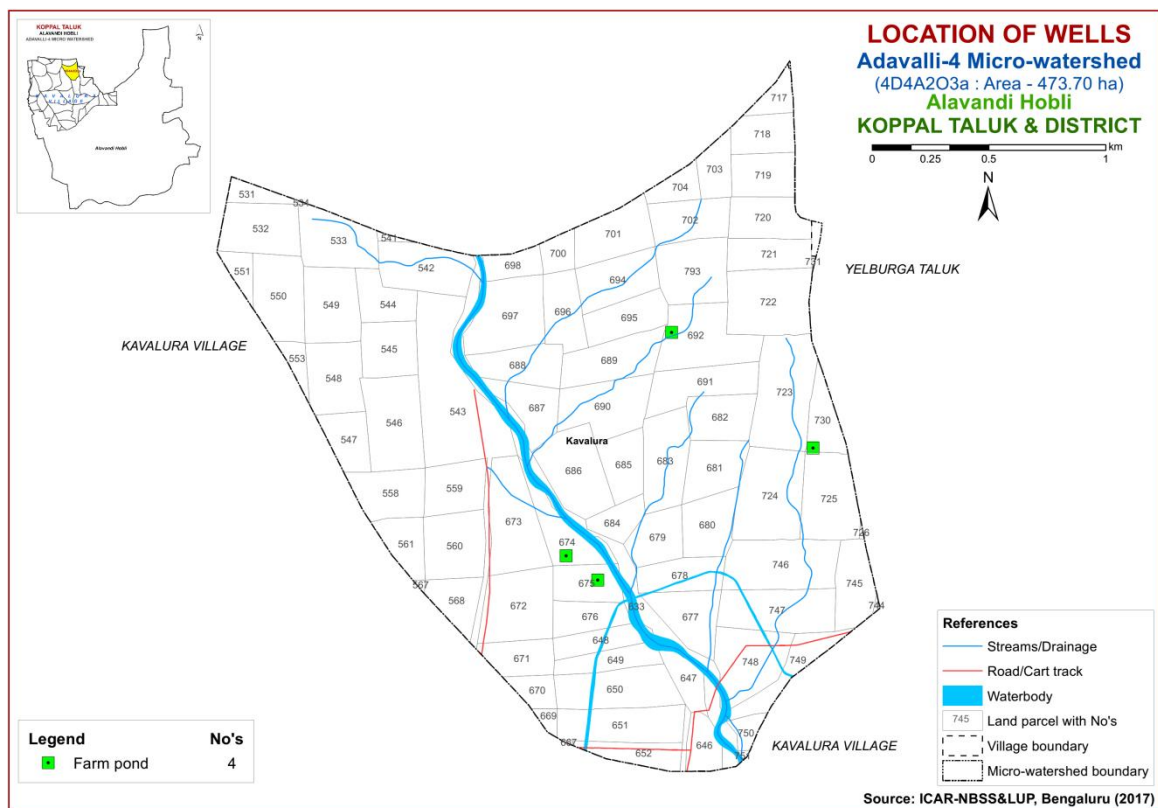 KOPPAL TALUK
ALAVANDI HOBLI
ADAVALLI-4 MICRO WATERSHED
N
KAVALURA
VILLAGE
Alavandi Hobli
LOCATION OF WELLS
Adavalli-4 Micro-watershed
(4D4A2O3a : Area - 473.70 ha)
Alavandi Hobli
KOPPAL TALUK & DISTRICT
km
0 0.25 0.5 1
N
717
718
703
719
704
531
534
702
720
532
533
541
701
700
721
731
YELBURGA TALUK
542
698
793
551
694
550
549
544
722
697
696
695
692
KAVALURA VILLAGE
545
553
688
689
548
691
723
543
687
690
682
730
546
547
Kavalura
683
681
686
685
558
559
724
725
684
680
673
679
726
561
560
674
746
678
567
675
745
568
672
633
747
744
676
677
648
671
649
748
749
670
650
647
669
651
750
667
652
646
751
KAVALURA VILLAGE
Legend No's
Farm pond 4
References
Streams/Drainage
Road/Cart track
Waterbody
745 Land parcel with No's
Village boundary
Micro-watershed boundary
Source: ICAR-NBSS&LUP, Bengaluru (2017)